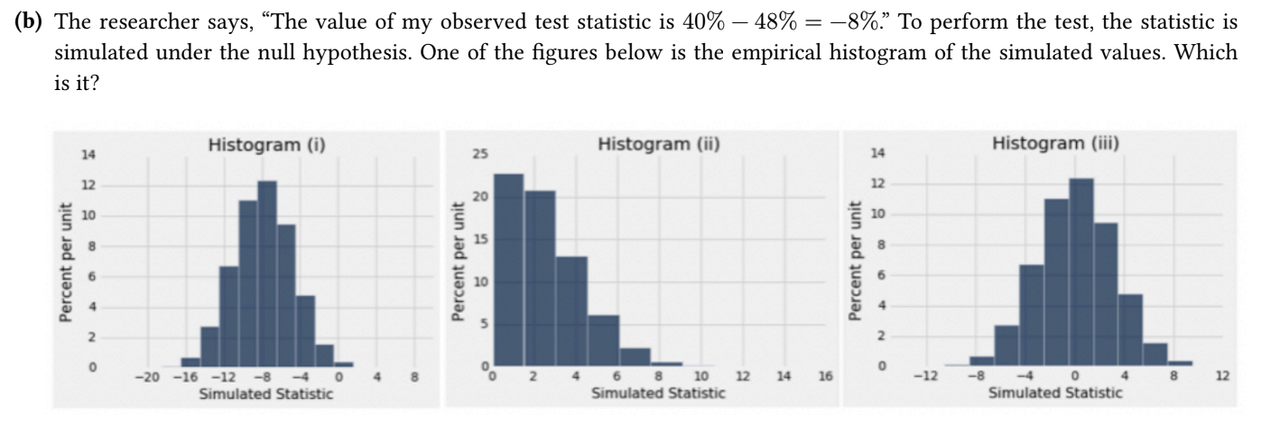 (b) The researcher says, “The value of my observed test statistic is 40% − 48% = −8%.” To perform the test, the statistic is
simulated under the null hypothesis. One of the figures below is the empirical histogram of the simulated values. Which
is it?
Histogram (i)
14
12
10
8
6
4
2
0
Percent per unit
−20 −16 −12 −8 −4 0 4 8
Simulated Statistic
Histogram (ii)
25
20
15
10
5
0
Percent per unit
0 2 4 6 8 10 12 14 16
Simulated Statistic
Histogram (iii)
14
12
10
8
6
4
2
0
Percent per unit
−12 −8 −4 0 4 8 12
Simulated Statistic